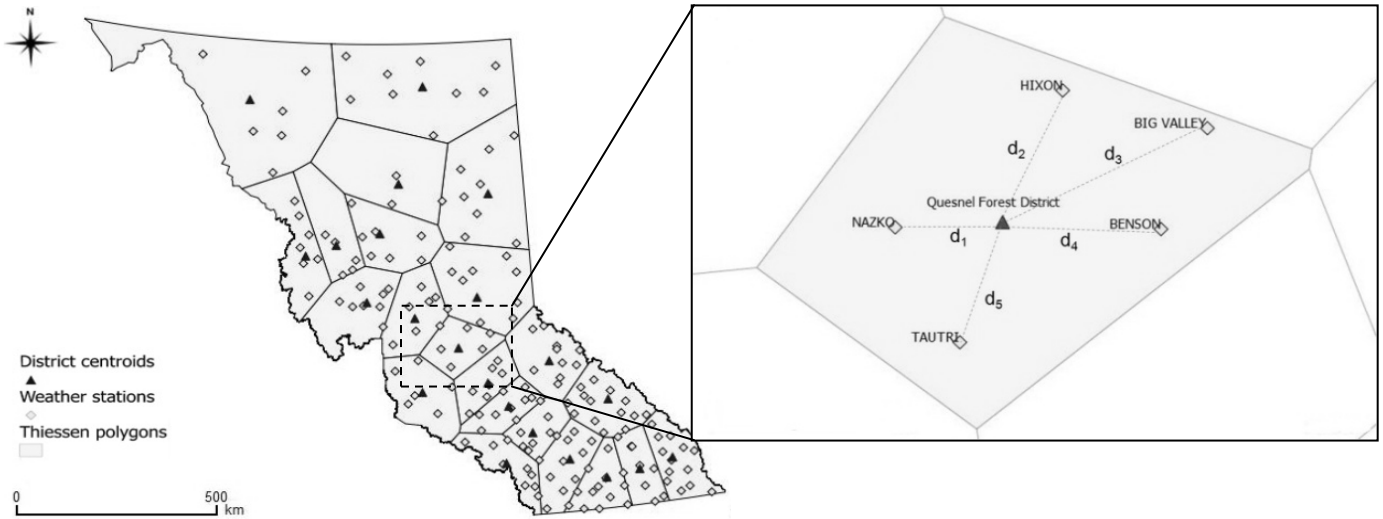 N
District centroids
Weather stations
Thiessen polygons
0 500
km
HIXON
BIG VALLEY
d2
d3
Quesnel Forest District
NAZKO
BENSON
d1
d4
d5
TAUTRI